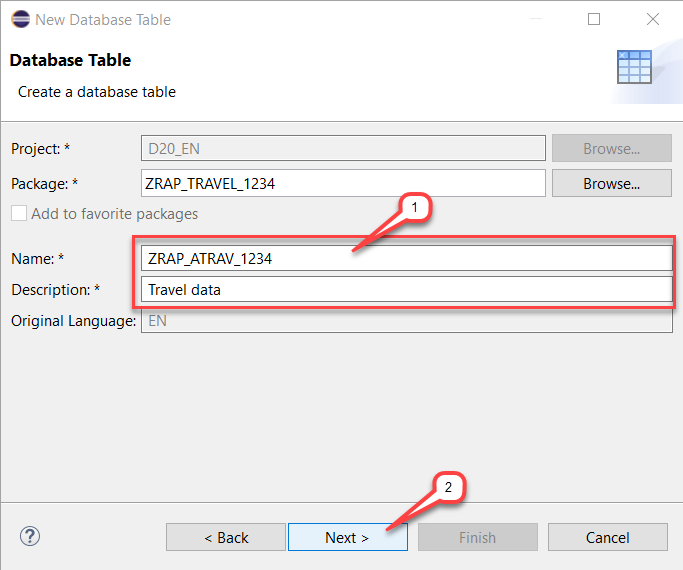 New Database Table
Database Table
Create a database table
Project: * D20_EN Browse...
Package: * ZRAP_TRAVEL_1234 Browse...
Add to favorite packages
1
Name: * ZRAP_ATRAV_1234
Description: * Travel data
Original Language: EN
2
? < Back Next > Finish Cancel